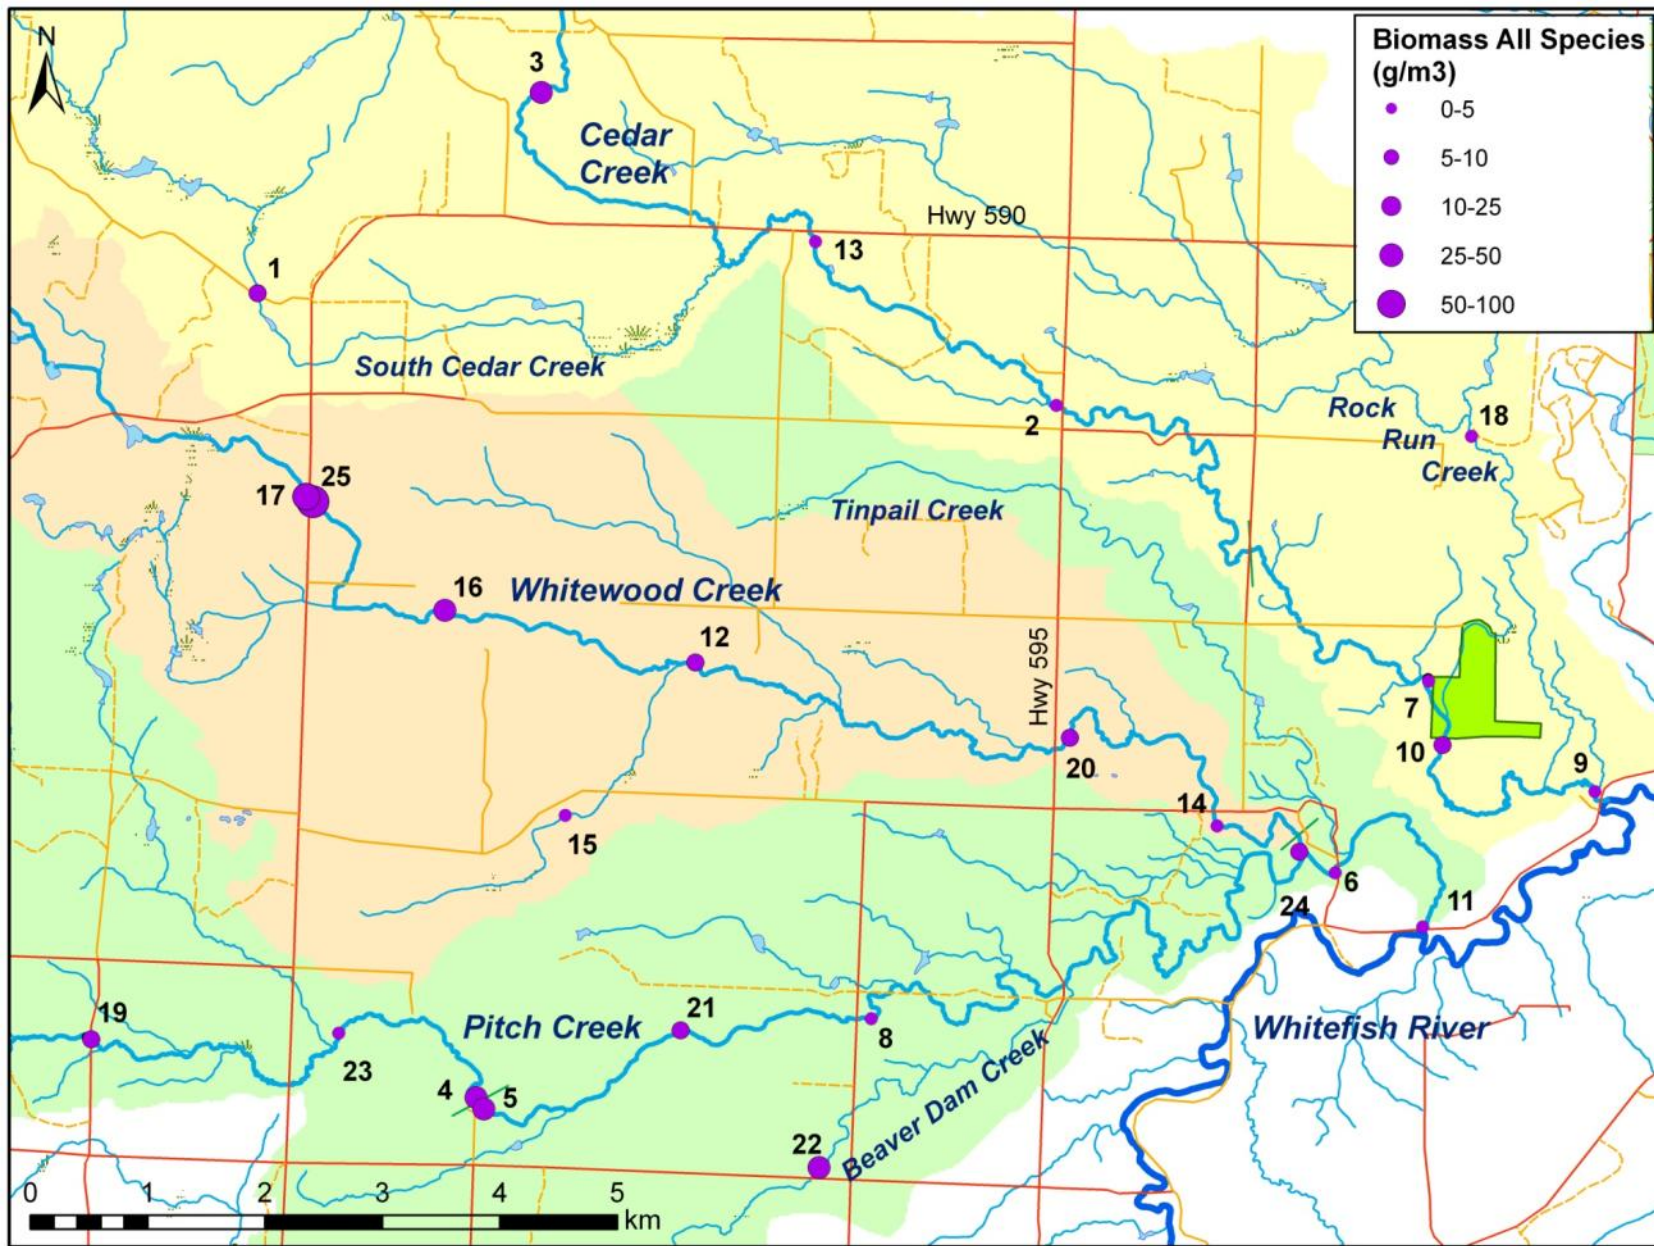 N
Biomass All Species
(g/m3)
0-5
5-10
10-25
25-50
50-100
3
Cedar
Creek
Hwy 590
13
1
South Cedar Creek
2
Rock
Run
Creek
18
17
25
Tinpail Creek
16
Whitewood Creek
12
Hwy 595
7
10
9
20
14
15
6
24
11
19
23
Pitch Creek
21
8
Whitefish River
4
5
Beaver Dam Creek
22
0 1 2 3 4 5
km